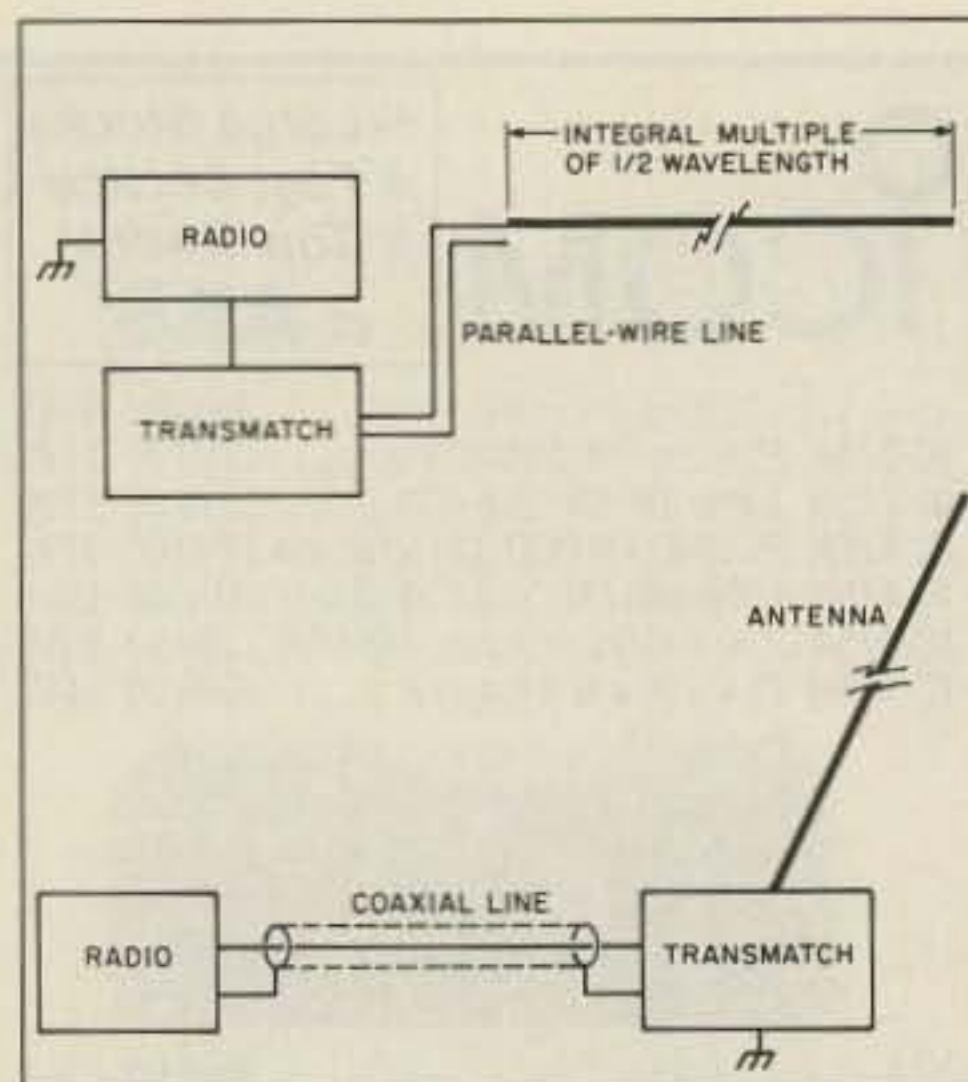 INTEGRAL MULTIPLE
OF 1/2 WAVELENGTH
RADIO
PARALLEL-WIRE LINE
TRANSMATCH
ANTENNA
COAXIAL LINE
RADIO
TRANSMATCH